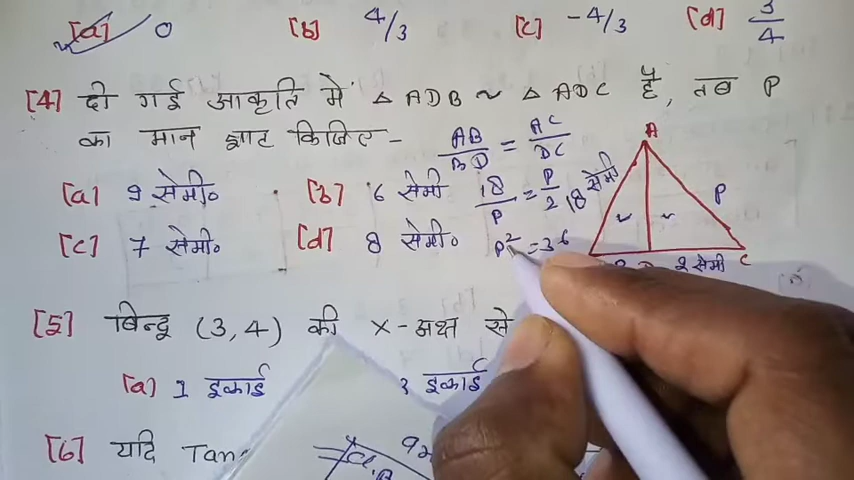 [a] 0 [b] 4/3 [c] -4/3 [d] 3/4
[4] दी गई आकृति में △ ADB ~ △ ADC है, तब P
का मान ज्ञात किजिए -
AB/BD = AC/DC
[a] 9 सेमी० [b] 6 सेमी
18/P = P/2
[c] 7 सेमी० [d] 8 सेमी०
P² = 36
A
18 सेमी
P
2 सेमी C
[5] बिन्दु (3,4) की x-अक्ष से
[a] 1 इकाई 3 इकाई
[6] यदि Tan